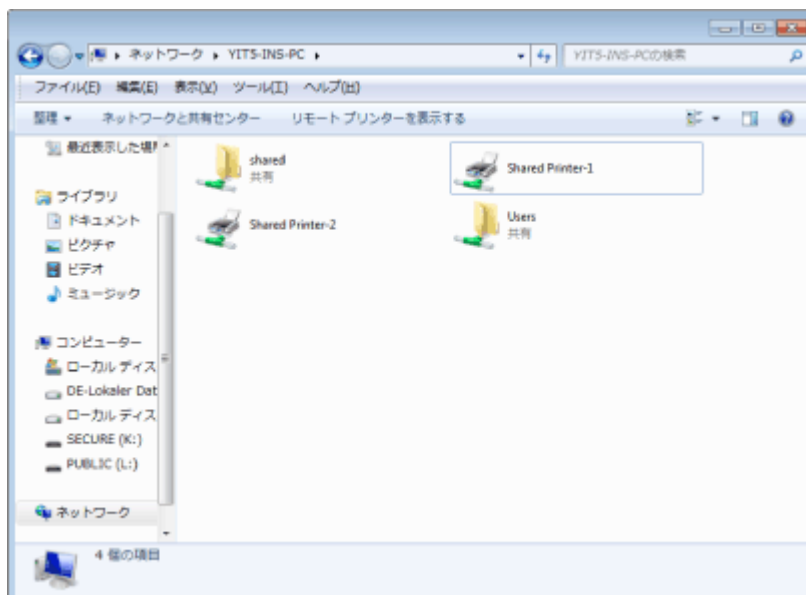 ネットワーク YITS-INS-PC
YITS-INS-PCの検索
ファイル(F) 編集(E) 表示(V) ツール(T) ヘルプ(H)
整理 ネットワークと共有センター リモート プリンターを表示する
最近表示した場
ライブラリ
ドキュメント
ピクチャ
ビデオ
ミュージック
コンピューター
ローカル ディス
DE-Lokaler Dat
ローカル ディス
SECURE (K:)
PUBLIC (L:)
ネットワーク
shared
共有
Shared Printer-1
Shared Printer-2
Users
共有
4 個の項目